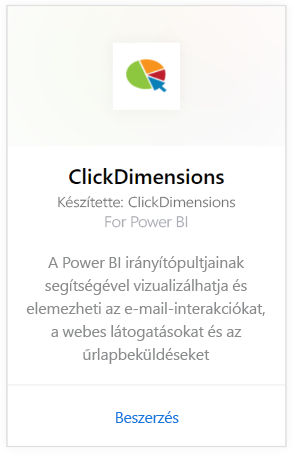 ClickDimensions
Készítette: ClickDimensions
For Power BI
A Power BI irányítópultjainak
segítségével vizualizálhatja és
elemezheti az e-mail-interakciókat,
a webes látogatásokat és az
űrlapbeküldéseket
Beszerzés